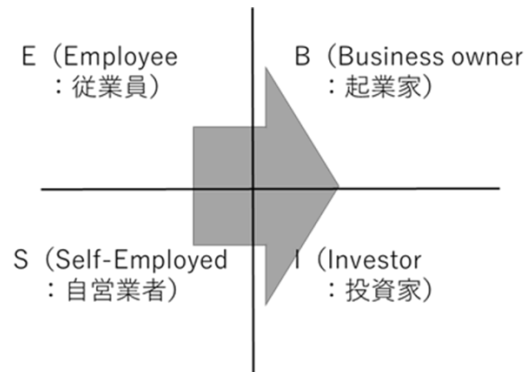 E（Employee
：従業員）
B（Business owner
：起業家）
S（Self-Employed
：自営業者）
I（Investor
：投資家）